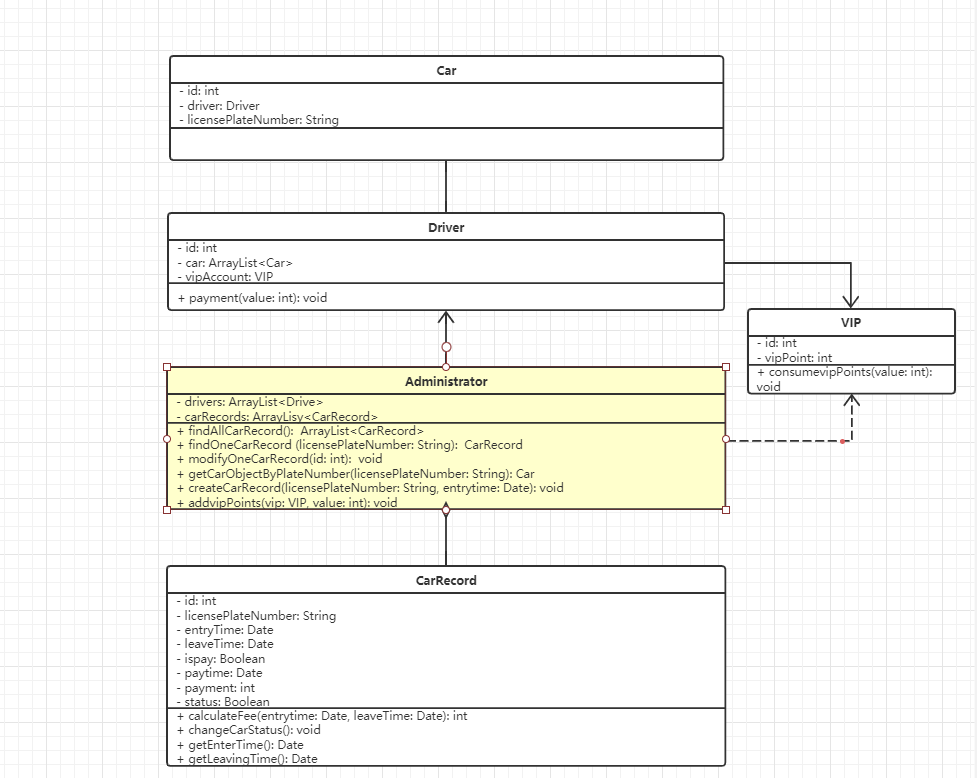 Car
- id: int
- driver: Driver
- licensePlateNumber: String
Driver
- id: int
- car: ArrayList<Car>
- vipAccount: VIP
+ payment(value: int): void
VIP
- id: int
- vipPoint: int
+ consumevipPoints(value: int):
void
Administrator
- drivers: ArrayList<Drive>
- carRecords: ArrayLisy<CarRecord>
+ findAllCarRecord():  ArrayList<CarRecord>
+ findOneCarRecord (licensePlateNumber: String):  CarRecord
+ modifyOneCarRecord(id: int):  void
+ getCarObjectByPlateNumber(licensePlateNumber: String): Car
+ createCarRecord(licensePlateNumber: String, entrytime: Date): void
+ addvipPoints(vip: VIP, value: int): void
CarRecord
- id: int
- licensePlateNumber: String
- entryTime: Date
- leaveTime: Date
- ispay: Boolean
- paytime: Date
- payment: int
- status: Boolean
+ calculateFee(entrytime: Date, leaveTime: Date): int
+ changeCarStatus(): void
+ getEnterTime(): Date
+ getLeavingTime(): Date